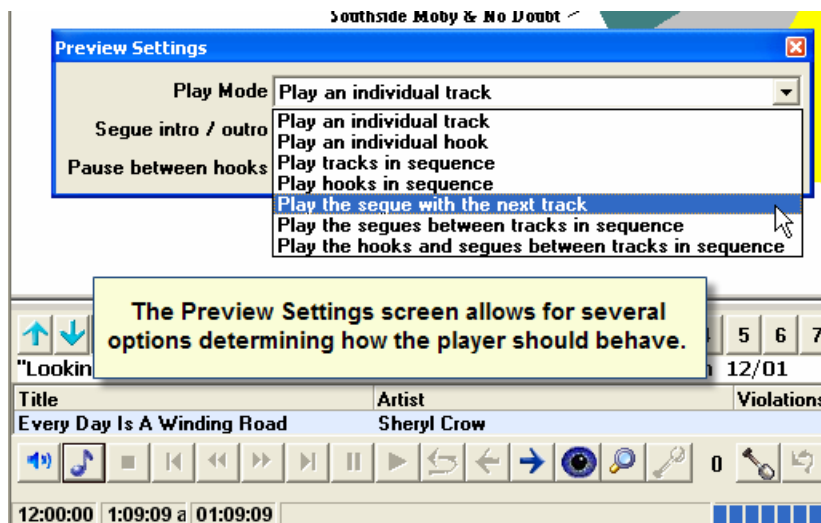 Southside Moby & No Doubt
Preview Settings
Play Mode Play an individual track
Play an individual track
Segue intro / outro
Play an individual hook
Play tracks in sequence
Pause between hooks
Play hooks in sequence
Play the segue with the next track
Play the segues between tracks in sequence
Play the hooks and segues between tracks in sequence
The Preview Settings screen allows for several
options determining how the player should behave.
5 6 7
"Lookin
12/01
Title Artist Violations
Every Day Is A Winding Road Sheryl Crow
0
12:00:00 1:09:09 a 01:09:09